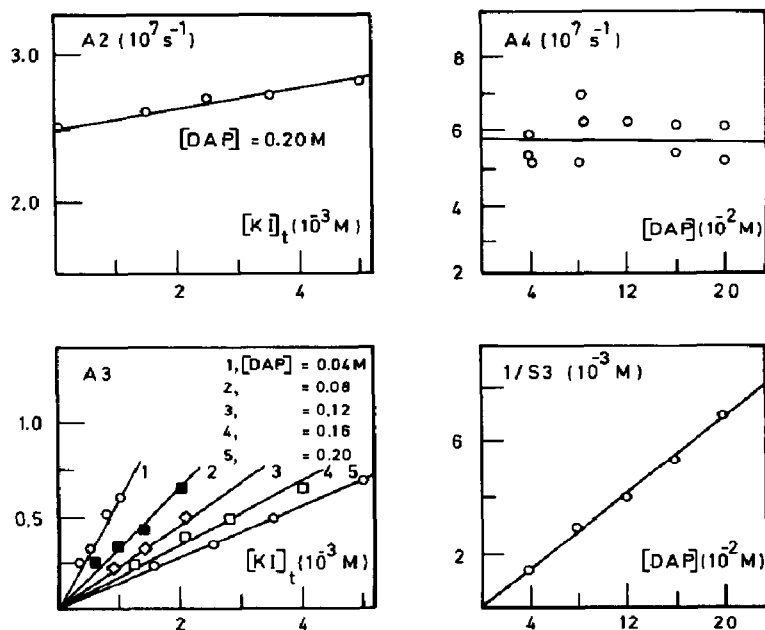 A2 (10⁷ s⁻¹)
3.0
2.0
[DAP] = 0.20 M
[KI]t (10⁻³ M)
2
4
A4 (10⁷ s⁻¹)
8
6
4
2
[DAP] (10⁻² M)
4
12
20
A3
1, [DAP] = 0.04 M
2, = 0.08
3, = 0.12
4, = 0.16
5, = 0.20
1.0
0.5
1
2
3
4
5
[KI]t (10⁻³ M)
2
4
1/S3 (10⁻³ M)
6
2
[DAP] (10⁻² M)
4
12
20